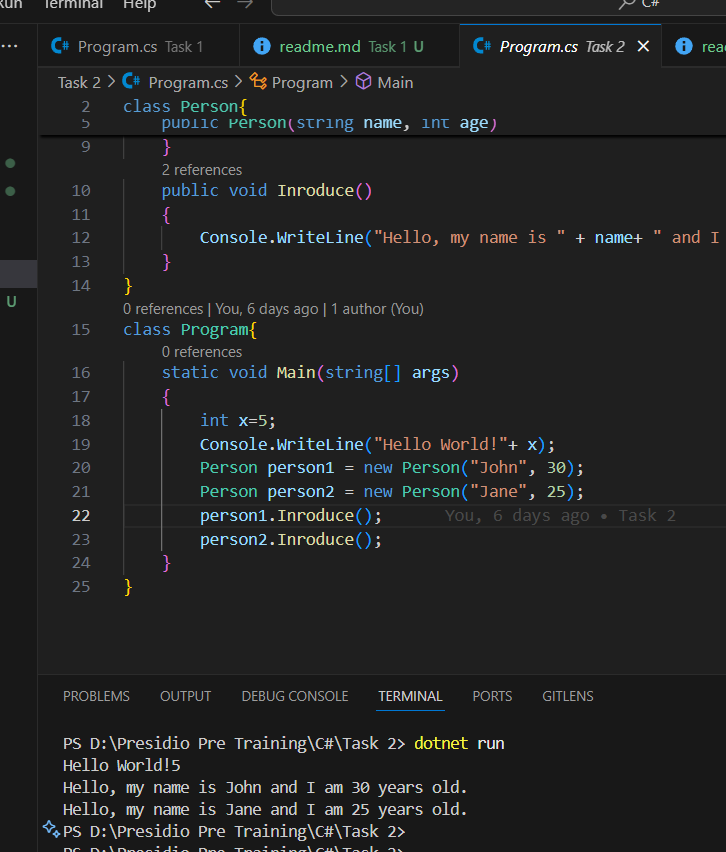 Run Terminal Help ← → C#
... C# Program.cs Task 1 readme.md Task 1 U C# Program.cs Task 2 ✕ rea
Task 2 > C# Program.cs > Program > Main
2 class Person{
5 public Person(string name, int age)
9 }
2 references
10 public void Inroduce()
11 {
12 Console.WriteLine("Hello, my name is " + name+ " and I
13 }
14 }
0 references | You, 6 days ago | 1 author (You)
15 class Program{
0 references
16 static void Main(string[] args)
17 {
18 int x=5;
19 Console.WriteLine("Hello World!"+ x);
20 Person person1 = new Person("John", 30);
21 Person person2 = new Person("Jane", 25);
22 person1.Inroduce(); You, 6 days ago • Task 2
23 person2.Inroduce();
24 }
25 }
U
PROBLEMS OUTPUT DEBUG CONSOLE TERMINAL PORTS GITLENS
PS D:\Presidio Pre Training\C#\Task 2> dotnet run
Hello World!5
Hello, my name is John and I am 30 years old.
Hello, my name is Jane and I am 25 years old.
PS D:\Presidio Pre Training\C#\Task 2>
PS D:\Presidio Pre Training\C#\Task 2>